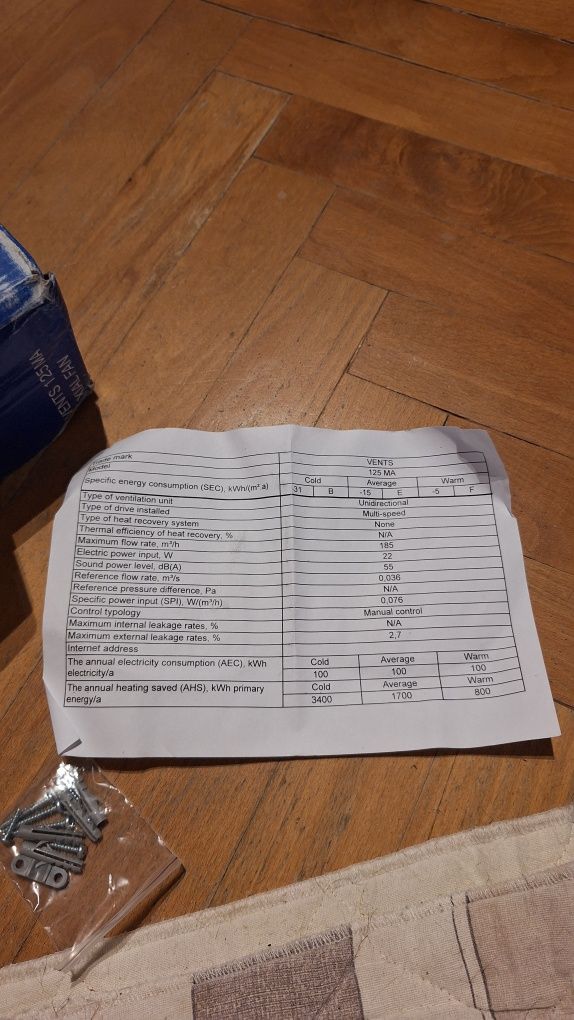 VENTS 125 MA
AXIAL FAN
Trade mark VENTS
Model 125 MA
Specific energy consumption (SEC), kWh/(m².a) Cold Average Warm
-31 B -15 E -5 F
Type of ventilation unit Unidirectional
Type of drive installed Multi-speed
Type of heat recovery system None
Thermal efficiency of heat recovery, % N/A
Maximum flow rate, m³/h 185
Electric power input, W 22
Sound power level, dB(A) 55
Reference flow rate, m³/s 0,036
Reference pressure difference, Pa N/A
Specific power input (SPI), W/(m³/h) 0,076
Control typology Manual control
Maximum internal leakage rates, % N/A
Maximum external leakage rates, % 2,7
Internet address
The annual electricity consumption (AEC), kWh Cold Average Warm
electricity/a 100 100 100
The annual heating saved (AHS), kWh primary Cold Average Warm
energy/a 3400 1700 800